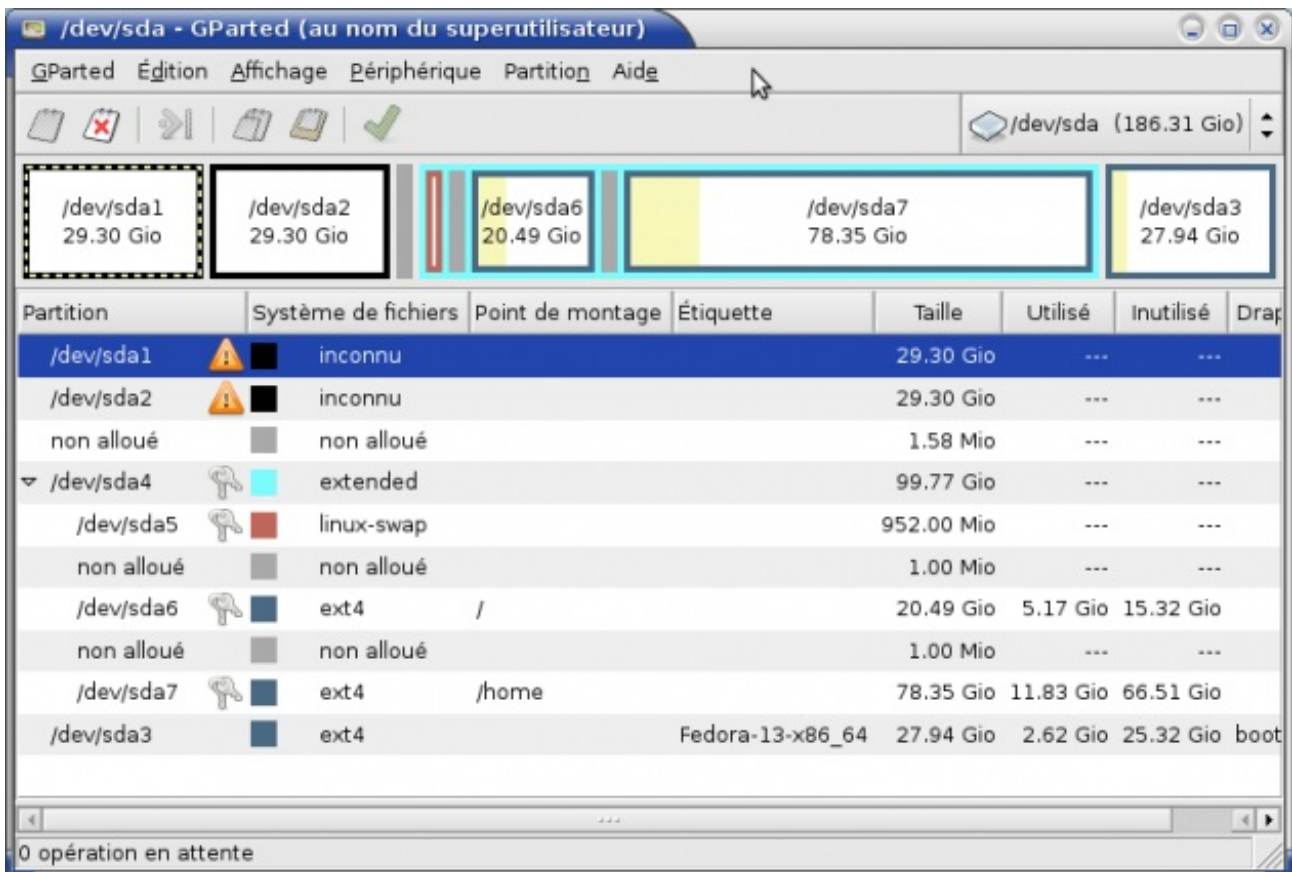 /dev/sda - GParted (au nom du superutilisateur)
GParted Édition Affichage Périphérique Partition Aide
/dev/sda (186.31 Gio)
/dev/sda1 /dev/sda2 /dev/sda6 /dev/sda7 /dev/sda3
29.30 Gio 29.30 Gio 20.49 Gio 78.35 Gio 27.94 Gio
Partition Système de fichiers Point de montage Étiquette Taille Utilisé Inutilisé Drap
/dev/sda1 inconnu 29.30 Gio --- ---
/dev/sda2 inconnu 29.30 Gio --- ---
non alloué non alloué 1.58 Mio --- ---
/dev/sda4 extended 99.77 Gio --- ---
/dev/sda5 linux-swap 952.00 Mio --- ---
non alloué non alloué 1.00 Mio --- ---
/dev/sda6 ext4 / 20.49 Gio 5.17 Gio 15.32 Gio
non alloué non alloué 1.00 Mio --- ---
/dev/sda7 ext4 /home 78.35 Gio 11.83 Gio 66.51 Gio
/dev/sda3 ext4 Fedora-13-x86_64 27.94 Gio 2.62 Gio 25.32 Gio boot
0 opération en attente